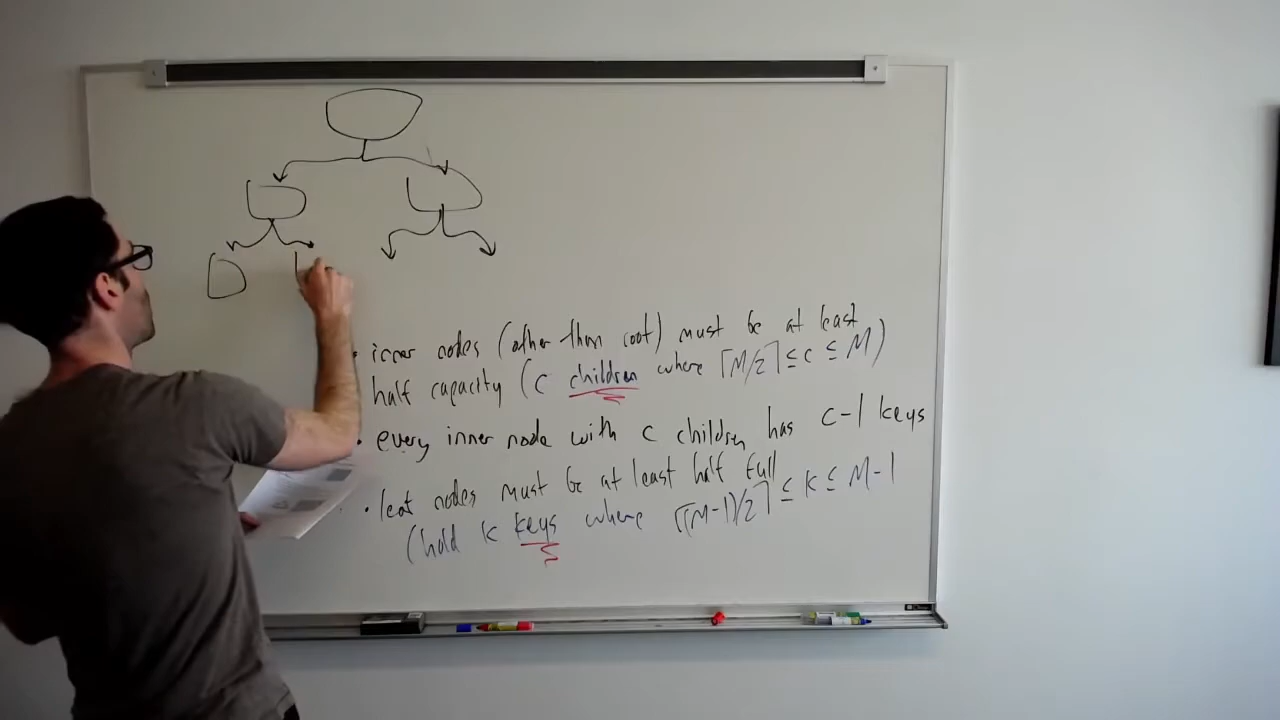 • inner nodes (other than root) must be at least
half capacity (c children where ⌈M/2⌉ ≤ c ≤ M)
• every inner node with c children has c-1 keys
• leaf nodes must be at least half full
(hold k keys where ⌈(M-1)/2⌉ ≤ k ≤ M-1